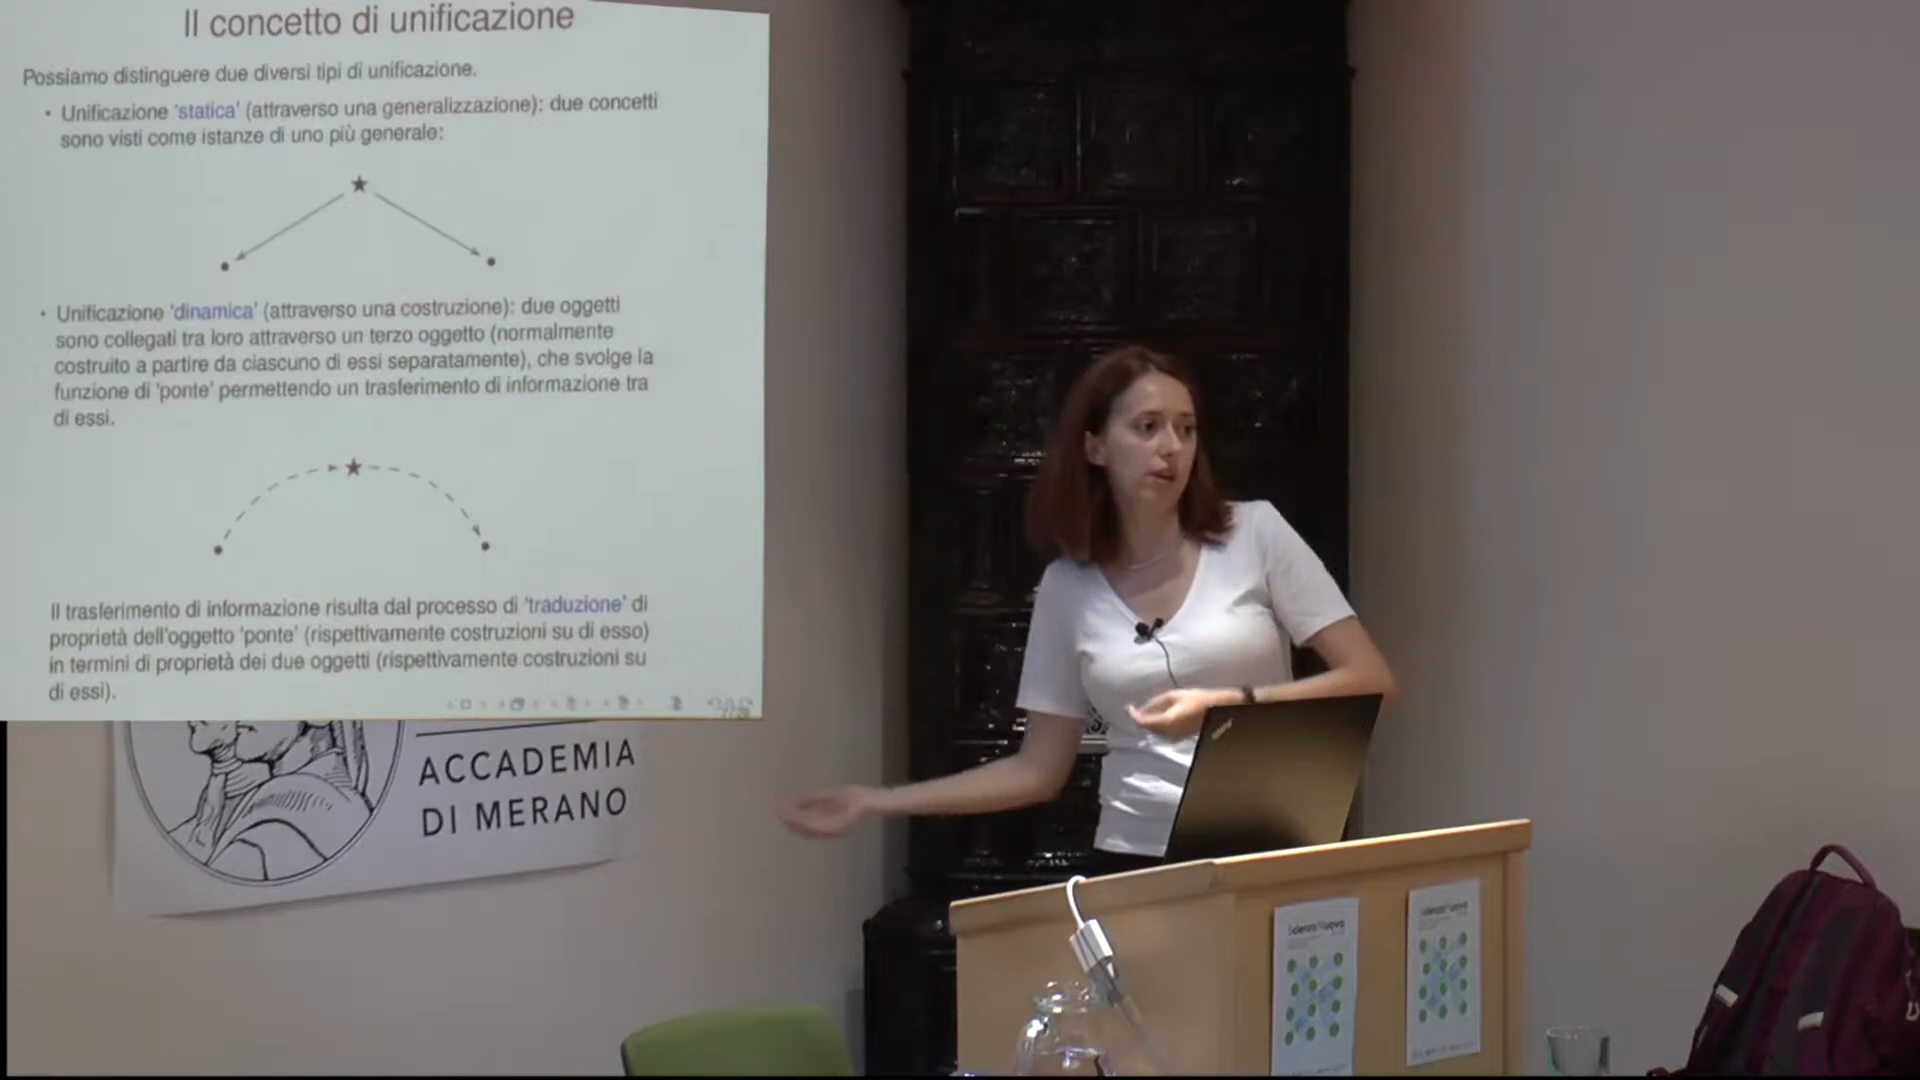 Il concetto di unificazione
Possiamo distinguere due diversi tipi di unificazione.
• Unificazione 'statica' (attraverso una generalizzazione): due concetti
sono visti come istanze di uno più generale:
• Unificazione 'dinamica' (attraverso una costruzione): due oggetti
sono collegati tra loro attraverso un terzo oggetto (normalmente
costruito a partire da ciascuno di essi separatamente), che svolge la
funzione di 'ponte' permettendo un trasferimento di informazione tra
di essi.
Il trasferimento di informazione risulta dal processo di 'traduzione' di
proprietà dell'oggetto 'ponte' (rispettivamente costruzioni su di esso)
in termini di proprietà dei due oggetti (rispettivamente costruzioni su
di essi).
ACCADEMIA
DI MERANO
ScienzaNuova
ScienzaNuova